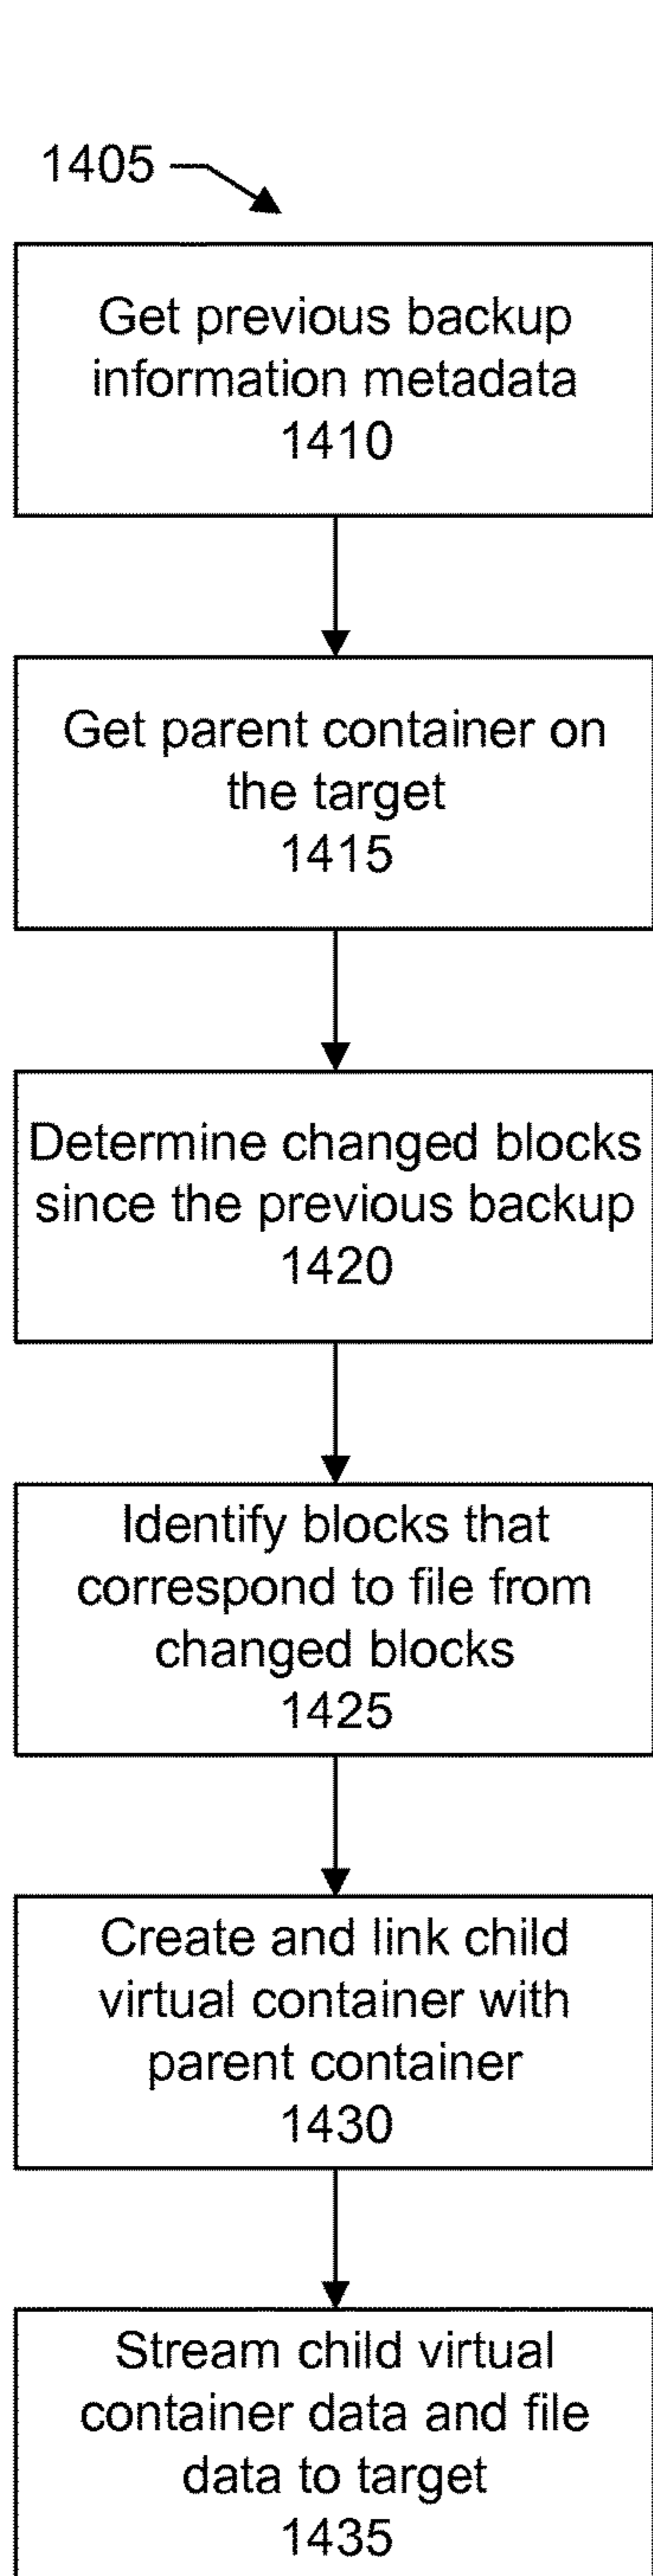 1405
Get previous backup
information metadata
1410
Get parent container on
the target
1415
Determine changed blocks
since the previous backup
1420
Identify blocks that
correspond to file from
changed blocks
1425
Create and link child
virtual container with
parent container
1430
Stream child virtual
container data and file
data to target
1435